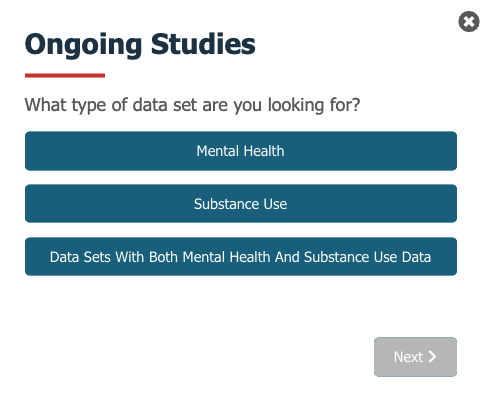 Ongoing Studies
What type of data set are you looking for?
Mental Health
Substance Use
Data Sets With Both Mental Health And Substance Use Data
Next